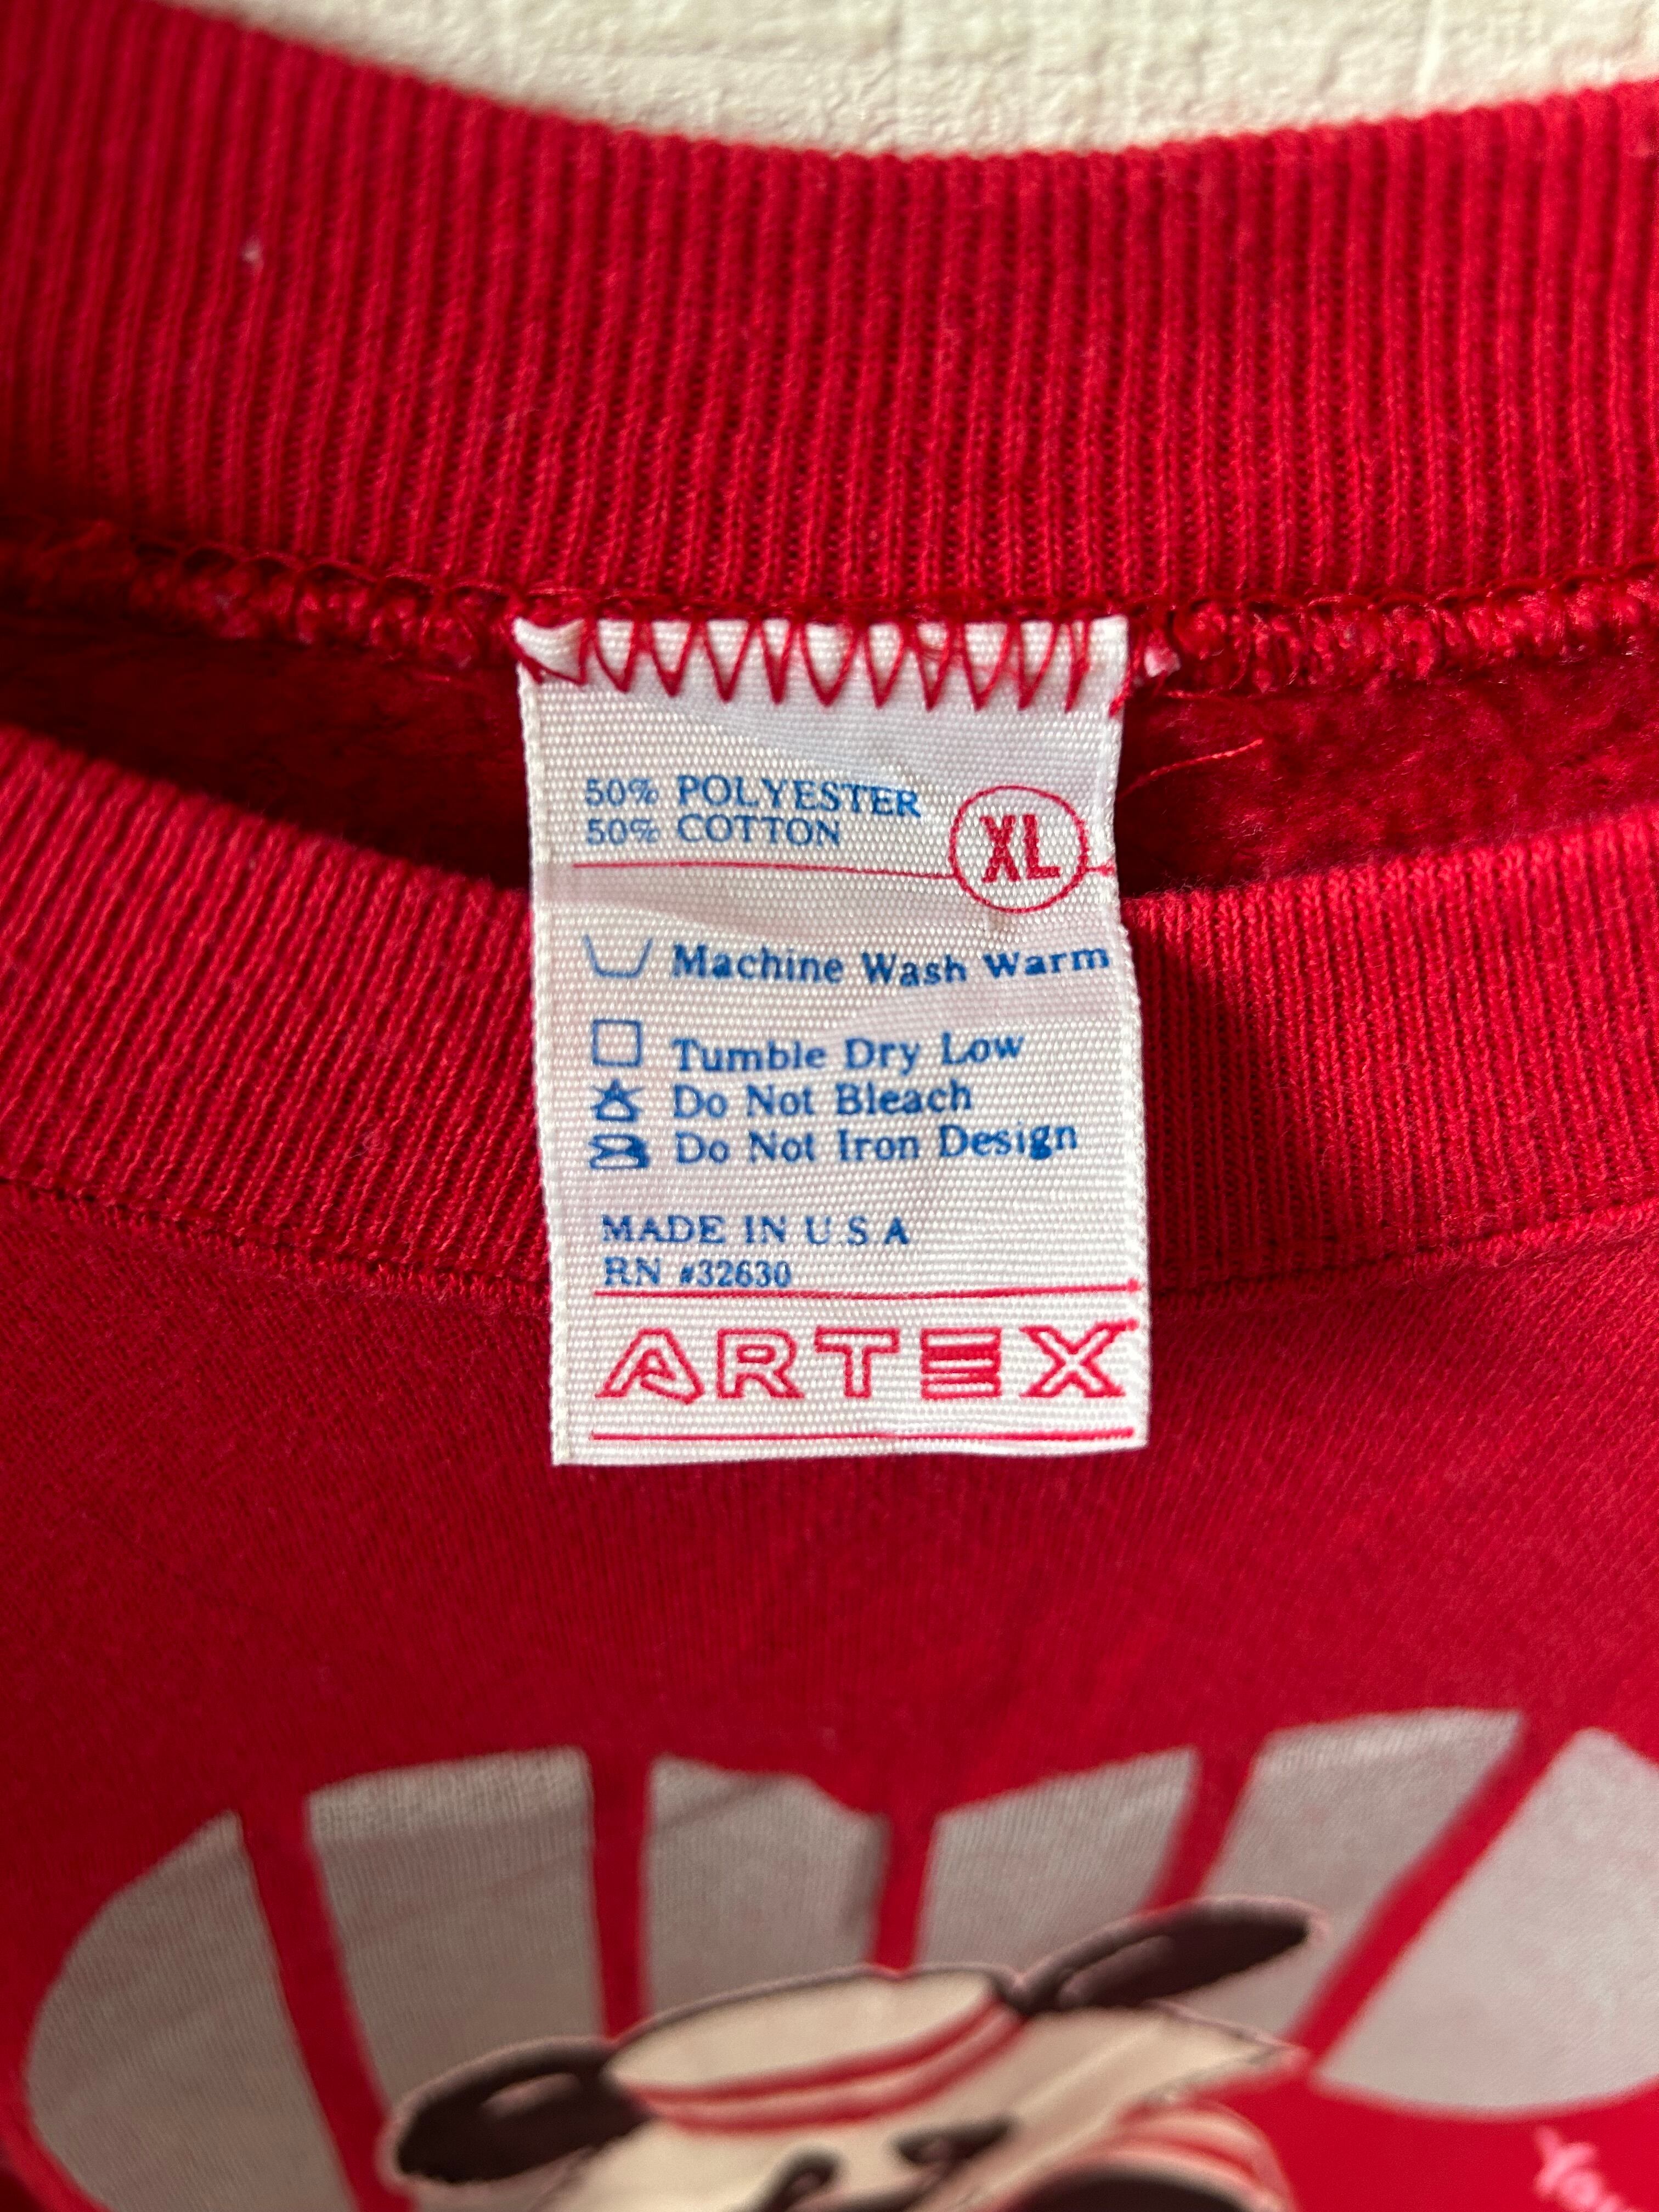 50% POLYESTER
50% COTTON
XL
Machine Wash Warm
Tumble Dry Low
Do Not Bleach
Do Not Iron Design
MADE IN U S A
RN #32630
ARTEX